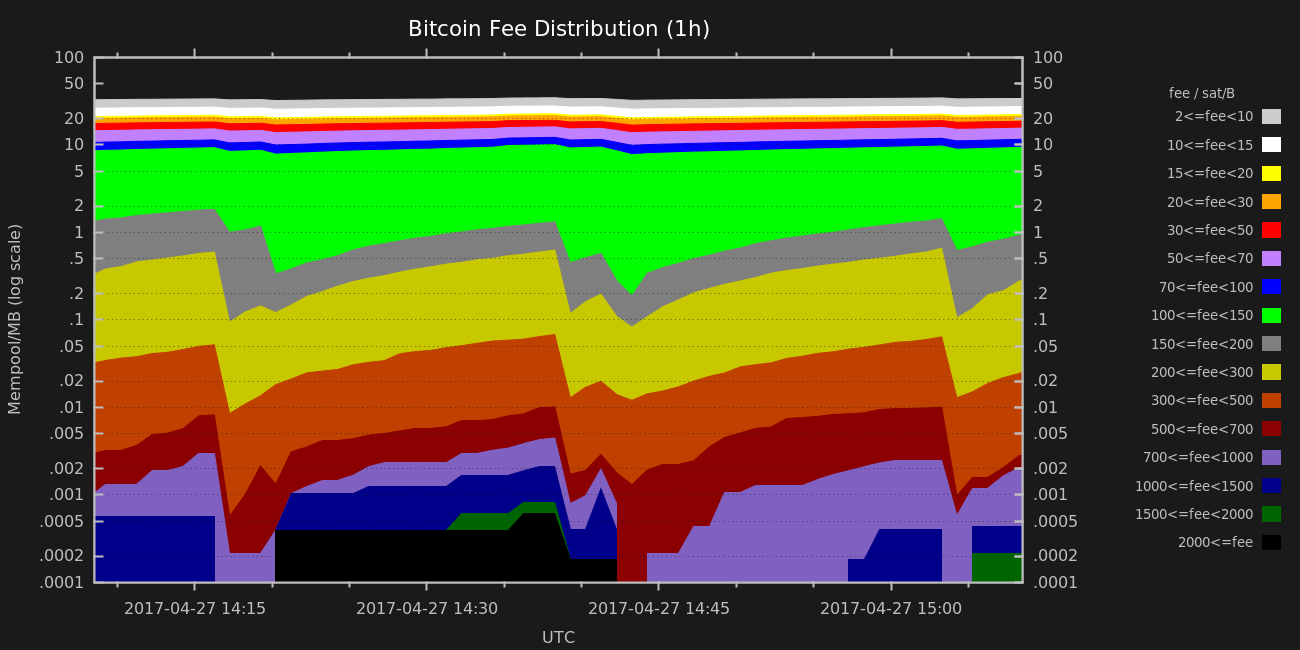 Bitcoin Fee Distribution (1h)
100 100
50 50
20 20
10 10
5 5
2 2
1 1
.5 .5
.2 .2
.1 .1
.05 .05
.02 .02
.01 .01
.005 .005
.002 .002
.001 .001
.0005 .0005
.0002 .0002
.0001 .0001
Mempool/MB (log scale)
2017-04-27 14:15 2017-04-27 14:30 2017-04-27 14:45 2017-04-27 15:00
UTC
fee / sat/B
2<=fee<10
10<=fee<15
15<=fee<20
20<=fee<30
30<=fee<50
50<=fee<70
70<=fee<100
100<=fee<150
150<=fee<200
200<=fee<300
300<=fee<500
500<=fee<700
700<=fee<1000
1000<=fee<1500
1500<=fee<2000
2000<=fee